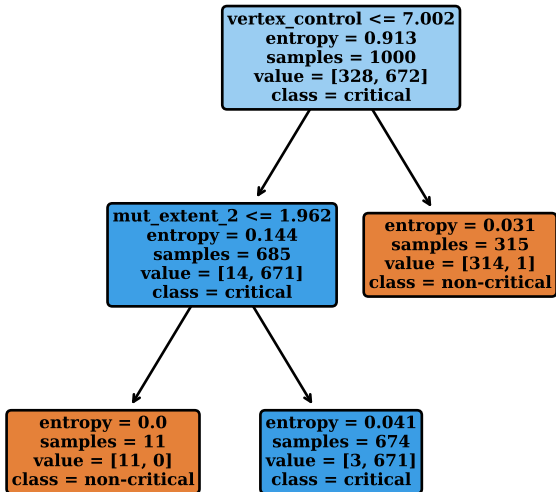 vertex_control <= 7.002
entropy = 0.913
samples = 1000
value = [328, 672]
class = critical
mut_extent_2 <= 1.962
entropy = 0.144
samples = 685
value = [14, 671]
class = critical
entropy = 0.031
samples = 315
value = [314, 1]
class = non-critical
entropy = 0.0
samples = 11
value = [11, 0]
class = non-critical
entropy = 0.041
samples = 674
value = [3, 671]
class = critical